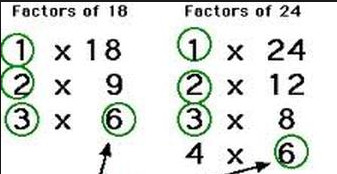 Factors of 18
1 x 18
2 x 9
3 x 6
Factors of 24
1 x 24
2 x 12
3 x 8
4 x 6